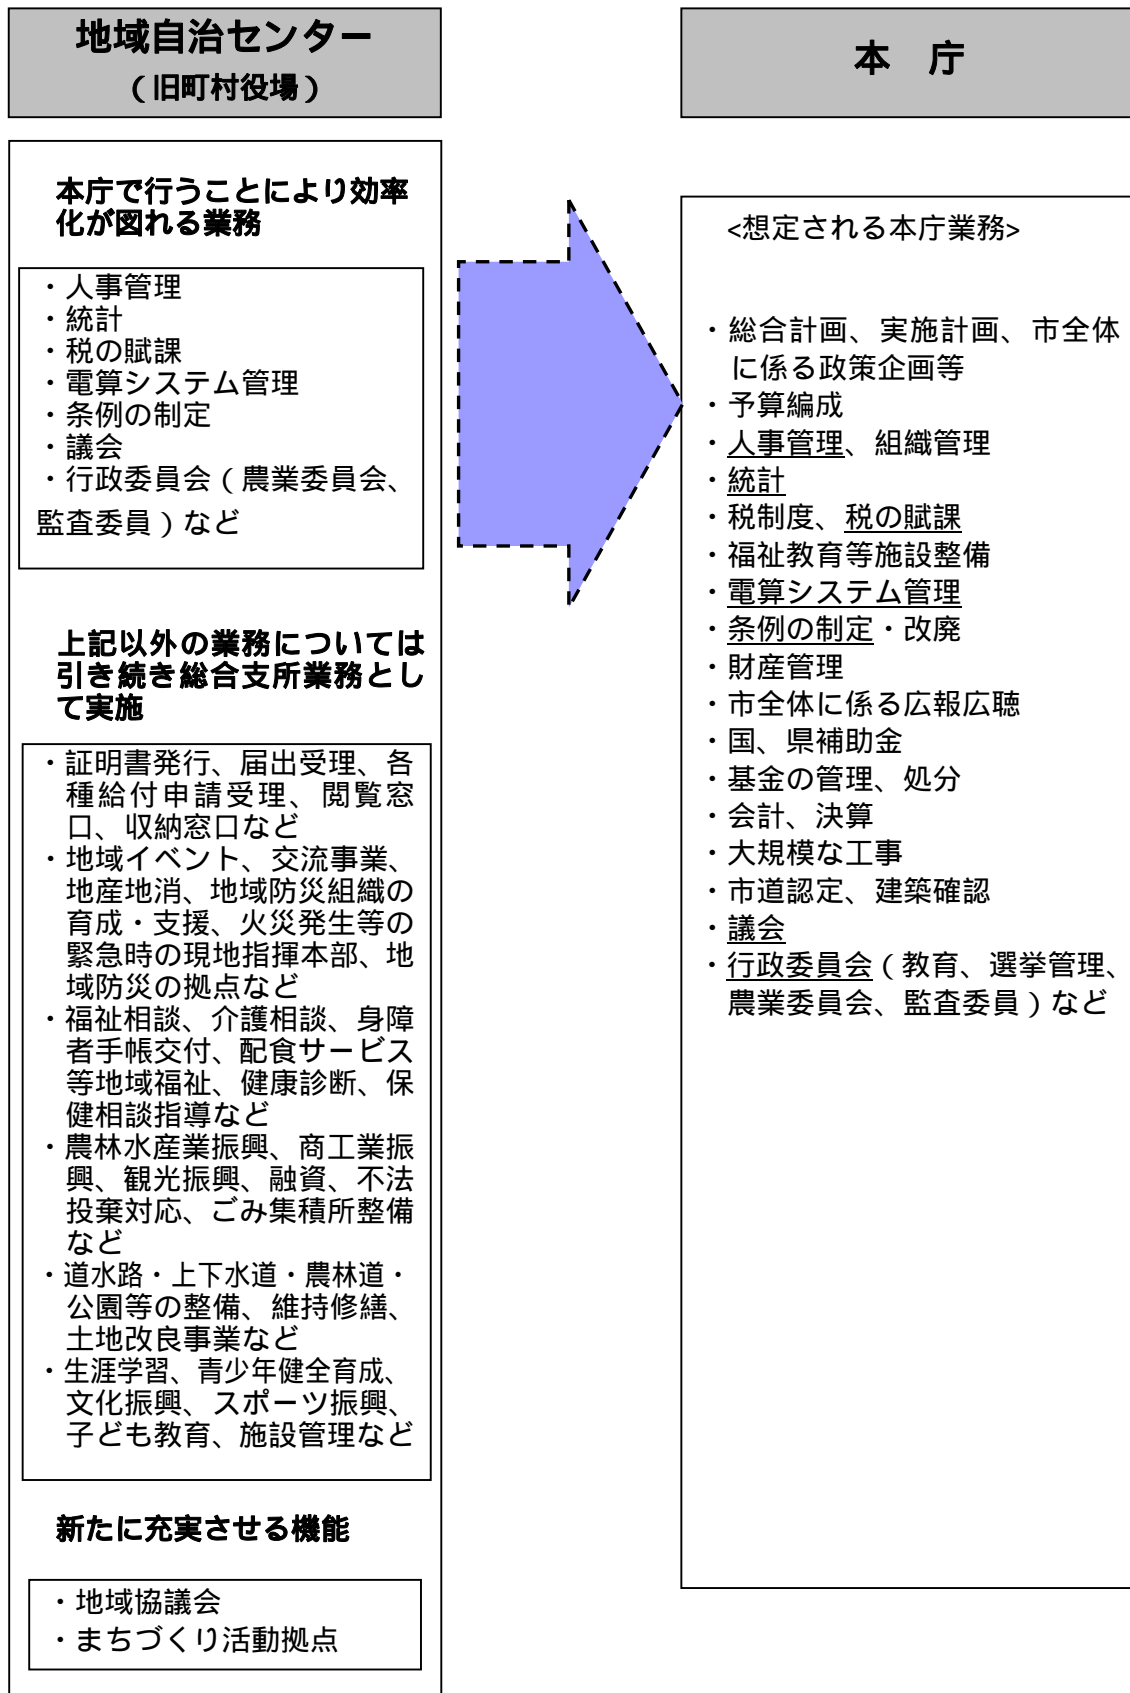 地域自治センター
（旧町村役場）
本庁で行うことにより効率
化が図れる業務
・人事管理
・統計
・税の賦課
・電算システム管理
・条例の制定
・議会
・行政委員会（農業委員会、
監査委員）など
上記以外の業務については
引き続き総合支所業務とし
て実施
・証明書発行、届出受理、各
種給付申請受理、閲覧窓
口、収納窓口など
・地域イベント、交流事業、
地産地消、地域防災組織の
育成・支援、火災発生等の
緊急時の現地指揮本部、地
域防災の拠点など
・福祉相談、介護相談、身障
者手帳交付、配食サービス
等地域福祉、健康診断、保
健相談指導など
・農林水産業振興、商工業振
興、観光振興、融資、不法
投棄対応、ごみ集積所整備
など
・道水路・上下水道・農林道・
公園等の整備、維持修繕、
土地改良事業など
・生涯学習、青少年健全育成、
文化振興、スポーツ振興、
子ども教育、施設管理など
新たに充実させる機能
・地域協議会
・まちづくり活動拠点
本　庁
<想定される本庁業務>
・総合計画、実施計画、市全体
に係る政策企画等
・予算編成
・人事管理、組織管理
・統計
・税制度、税の賦課
・福祉教育等施設整備
・電算システム管理
・条例の制定・改廃
・財産管理
・市全体に係る広報広聴
・国、県補助金
・基金の管理、処分
・会計、決算
・大規模な工事
・市道認定、建築確認
・議会
・行政委員会（教育、選挙管理、
農業委員会、監査委員）など